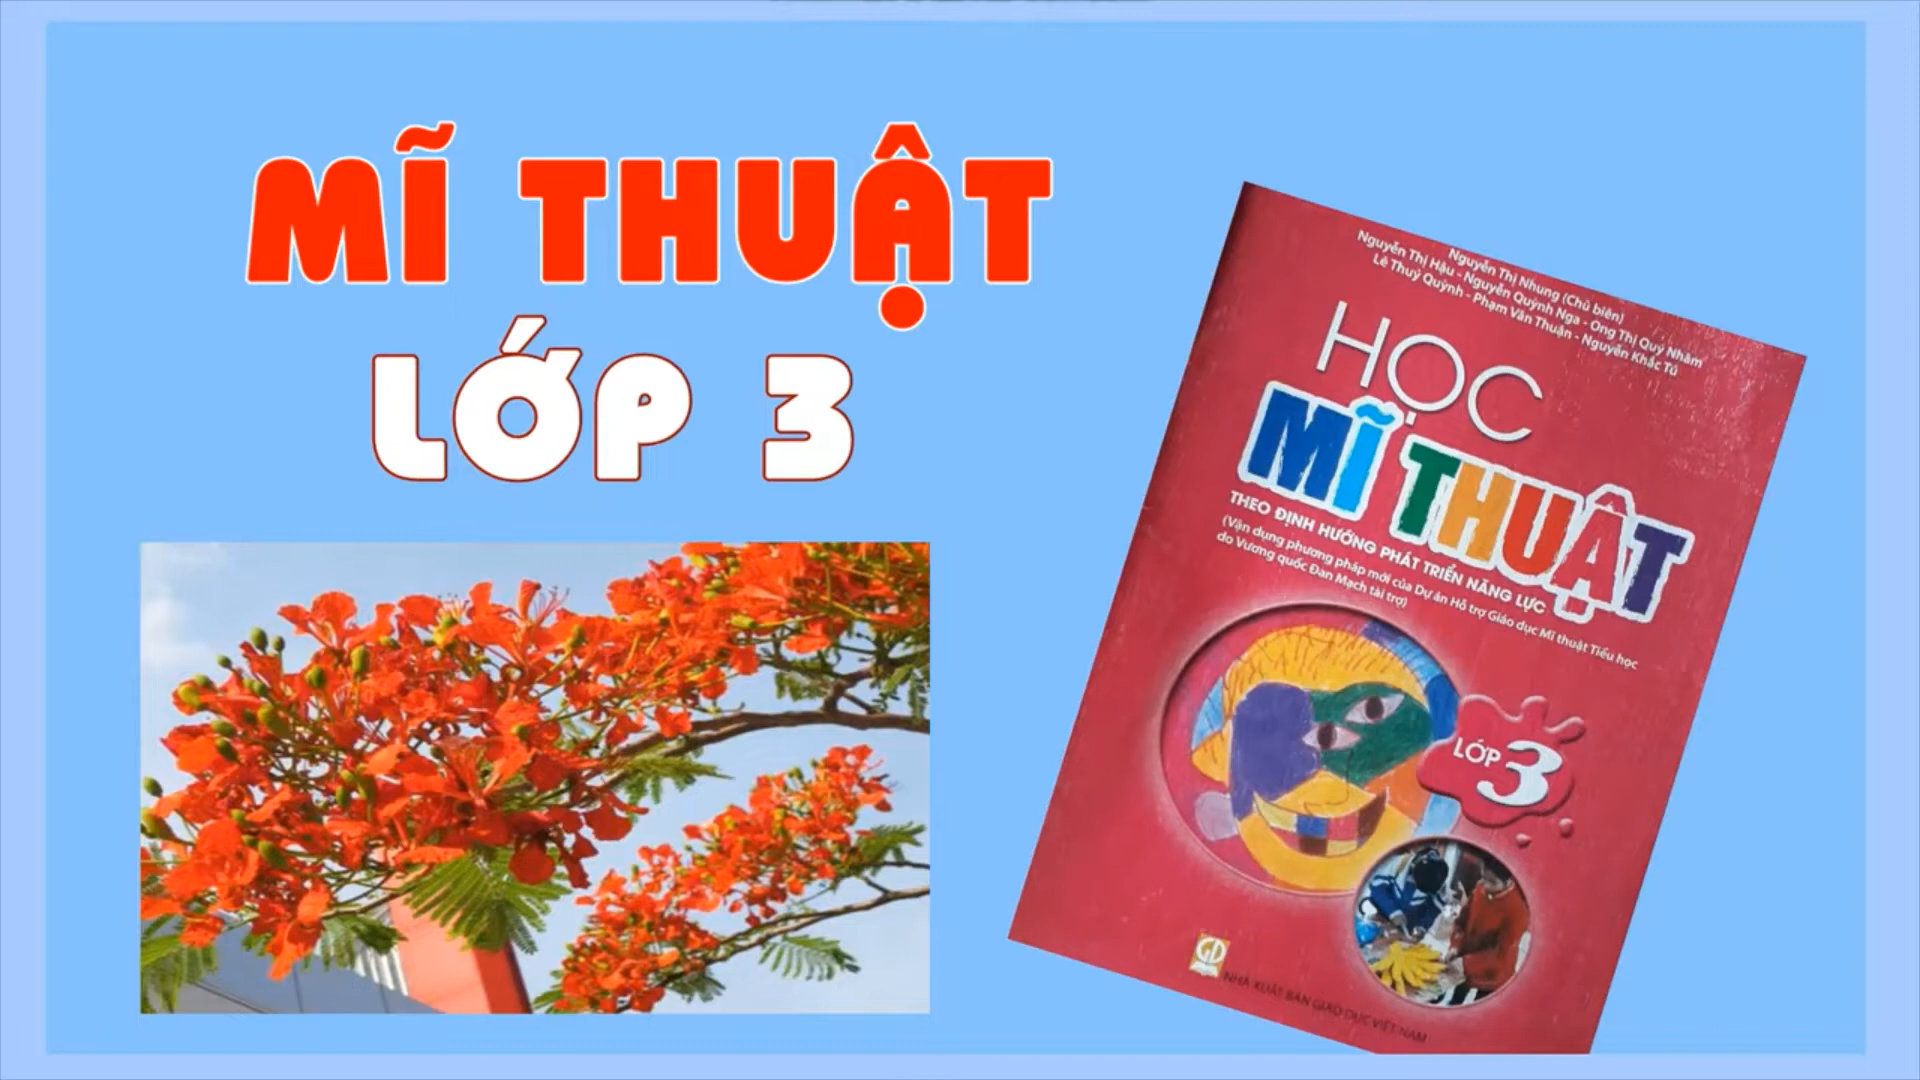 MĨ THUẬT
LỚP 3
Nguyễn Thị Nhung (Chủ biên)
Nguyễn Thị Hậu - Nguyễn Quỳnh Nga - Ong Thị Quý Nhâm
Lê Thuý Quỳnh - Phạm Văn Thuận - Nguyễn Khắc Tú
HỌC
MĨ THUẬT
THEO ĐỊNH HƯỚNG PHÁT TRIỂN NĂNG LỰC
(Vận dụng phương pháp mới của Dự án Hỗ trợ Giáo dục Mĩ thuật Tiểu học
do Vương quốc Đan Mạch tài trợ)
LỚP 3
GD
NHÀ XUẤT BẢN GIÁO DỤC VIỆT NAM